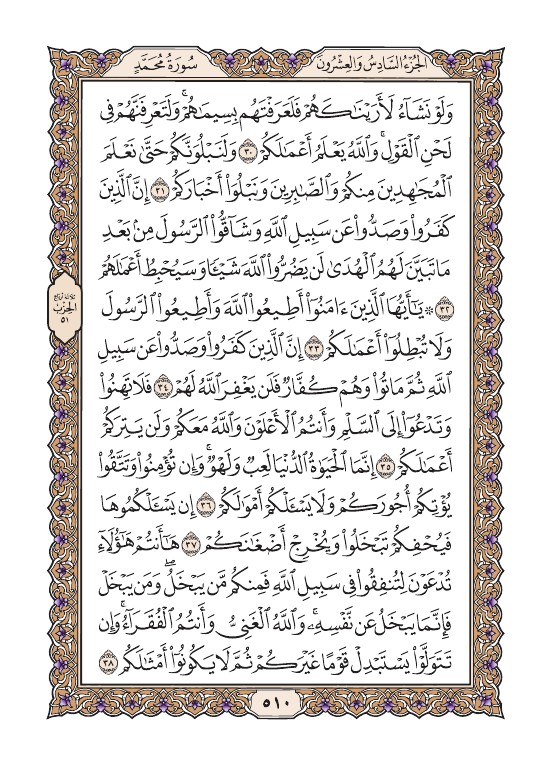 الجُزْءُ السَّادِسُ وَالْعِشْرُونَ
سُورَةُ مُحَمَّدٍ
وَلَوْ نَشَآءُ لَأَرَيْنَٰكَهُمْ فَلَعَرَفْتَهُم بِسِيمَٰهُمْ ۚ وَلَتَعْرِفَنَّهُمْ فِى
لَحْنِ ٱلْقَوْلِ ۚ وَٱللَّهُ يَعْلَمُ أَعْمَٰلَكُمْ ٣٠ وَلَنَبْلُوَنَّكُمْ حَتَّىٰ نَعْلَمَ
ٱلْمُجَٰهِدِينَ مِنكُمْ وَٱلصَّٰبِرِينَ وَنَبْلُوَا۟ أَخْبَارَكُمْ ٣١ إِنَّ ٱلَّذِينَ
كَفَرُوا۟ وَصَدُّوا۟ عَن سَبِيلِ ٱللَّهِ وَشَآقُّوا۟ ٱلرَّسُولَ مِنۢ بَعْدِ
مَا تَبَيَّنَ لَهُمُ ٱلْهُدَىٰ لَن يَضُرُّوا۟ ٱللَّهَ شَيْـًٔا وَسَيُحْبِطُ أَعْمَٰلَهُمْ
٣٢ ۞ يَٰٓأَيُّهَا ٱلَّذِينَ ءَامَنُوٓا۟ أَطِيعُوا۟ ٱللَّهَ وَأَطِيعُوا۟ ٱلرَّسُولَ
وَلَا تُبْطِلُوٓا۟ أَعْمَٰلَكُمْ ٣٣ إِنَّ ٱلَّذِينَ كَفَرُوا۟ وَصَدُّوا۟ عَن سَبِيلِ
ٱللَّهِ ثُمَّ مَاتُوا۟ وَهُمْ كُفَّارٌ فَلَن يَغْفِرَ ٱللَّهُ لَهُمْ ٣٤ فَلَا تَهِنُوا۟
وَتَدْعُوٓا۟ إِلَى ٱلسَّلْمِ وَأَنتُمُ ٱلْأَعْلَوْنَ وَٱللَّهُ مَعَكُمْ وَلَن يَتِرَكُمْ
أَعْمَٰلَكُمْ ٣٥ إِنَّمَا ٱلْحَيَوٰةُ ٱلدُّنْيَا لَعِبٌ وَلَهْوٌ ۚ وَإِن تُؤْمِنُوا۟ وَتَتَّقُوا۟
يُؤْتِكُمْ أُجُورَكُمْ وَلَا يَسْـَٔلْكُمْ أَمْوَٰلَكُمْ ٣٦ إِن يَسْـَٔلْكُمُوهَا
فَيُحْفِكُمْ تَبْخَلُوا۟ وَيُخْرِجْ أَضْغَٰنَكُمْ ٣٧ هَٰٓأَنتُمْ هَٰٓؤُلَآءِ
تُدْعَوْنَ لِتُنفِقُوا۟ فِى سَبِيلِ ٱللَّهِ فَمِنكُم مَّن يَبْخَلُ ۖ وَمَن يَبْخَلْ
فَإِنَّمَا يَبْخَلُ عَن نَّفْسِهِۦ ۚ وَٱللَّهُ ٱلْغَنِىُّ وَأَنتُمُ ٱلْفُقَرَآءُ ۚ وَإِن
تَتَوَلَّوْا۟ يَسْتَبْدِلْ قَوْمًا غَيْرَكُمْ ثُمَّ لَا يَكُونُوٓا۟ أَمْثَٰلَكُم ٣٨
ثلاثة أرباع
الحزب
٥١
٥١٠